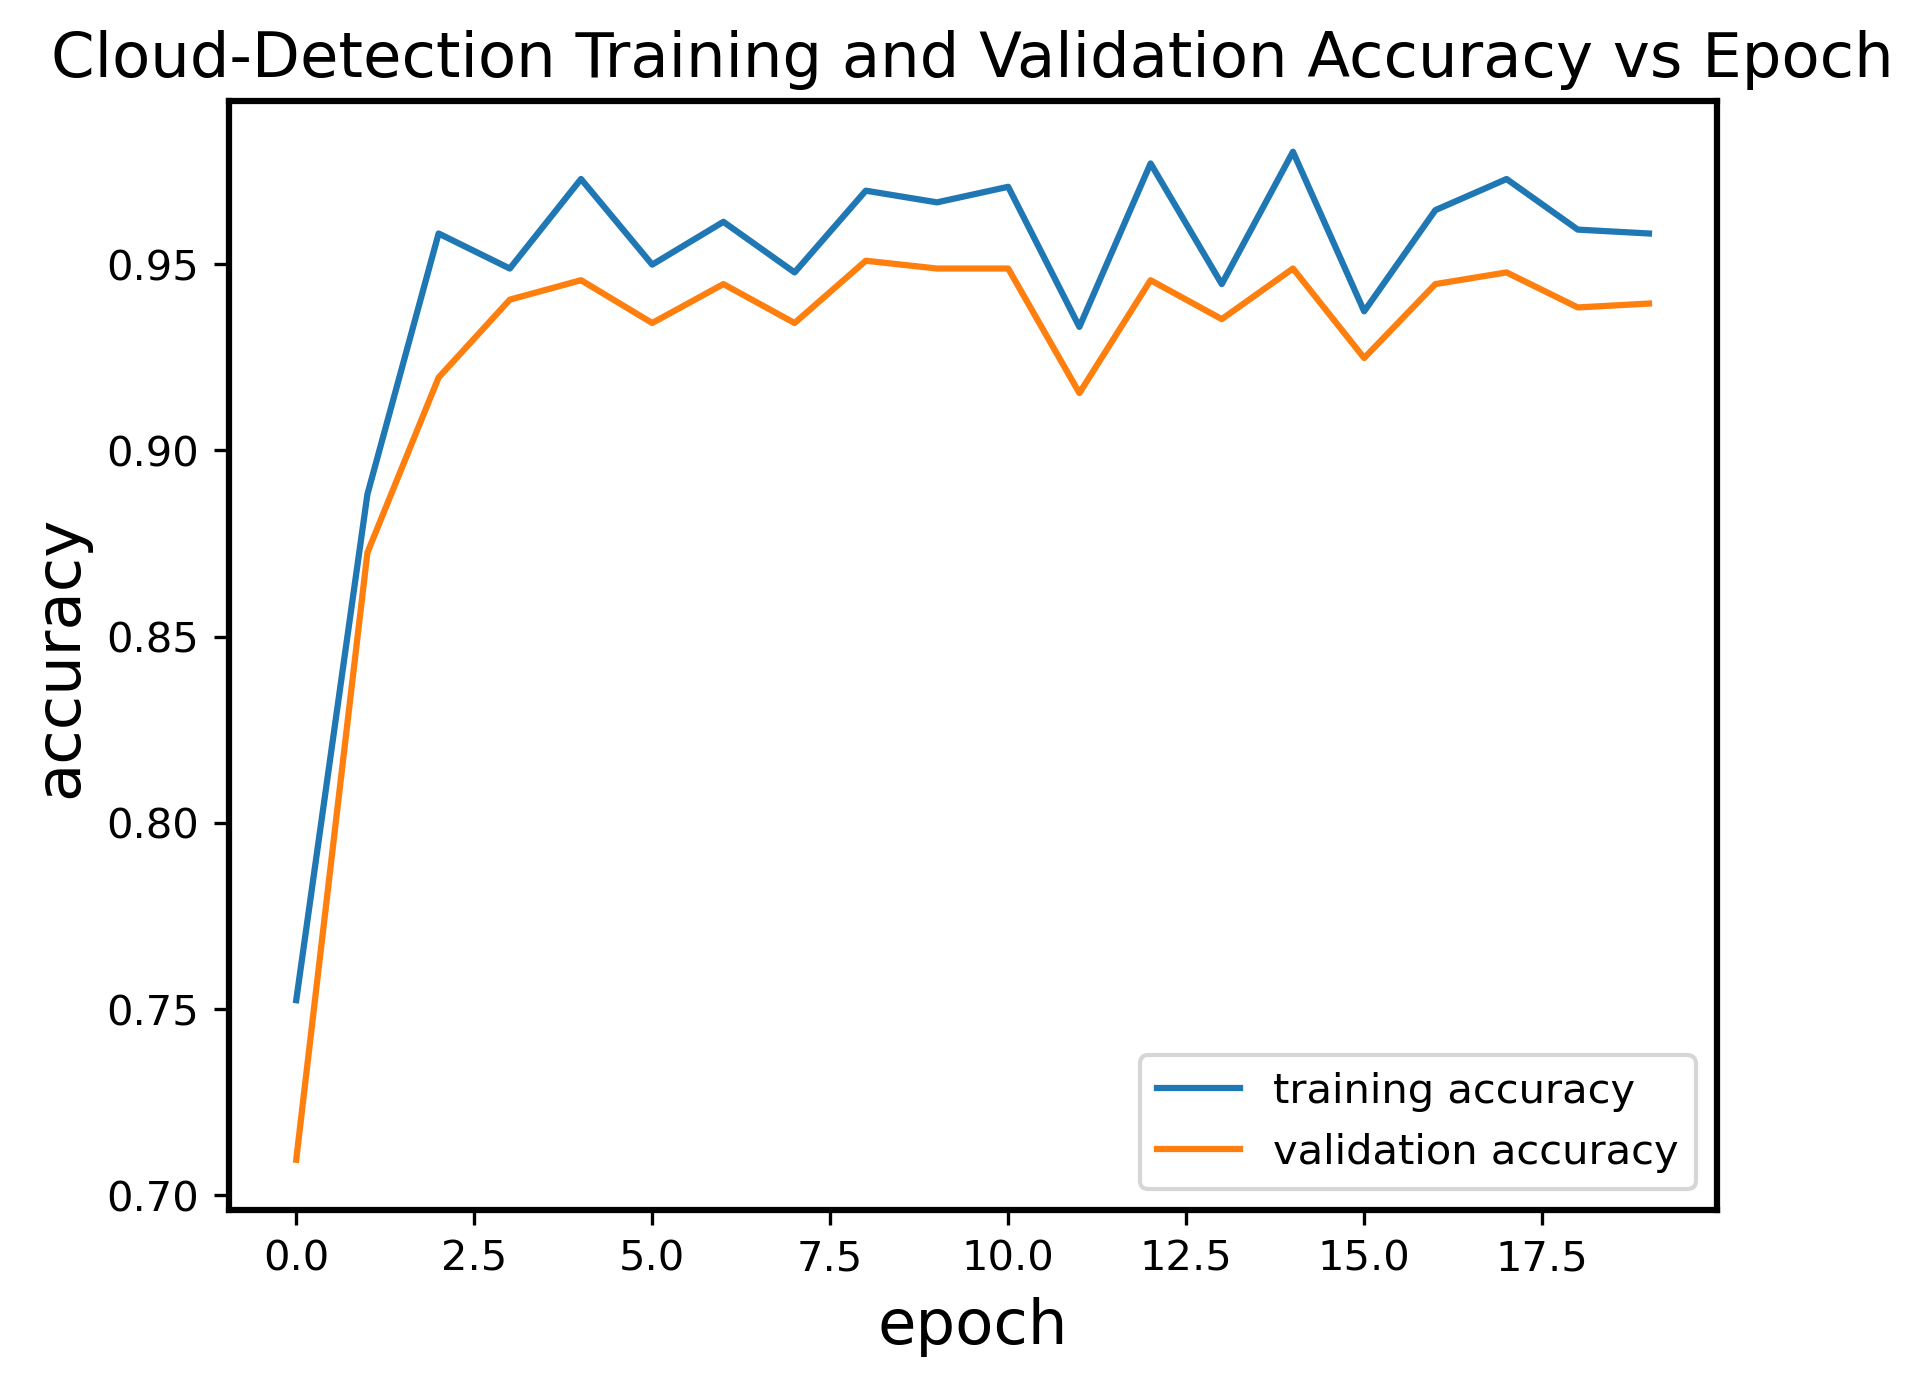 Cloud-Detection Training and Validation Accuracy vs Epoch
accuracy
0.95
0.90
0.85
0.80
0.75
0.70
training accuracy
validation accuracy
0.0 2.5 5.0 7.5 10.0 12.5 15.0 17.5
epoch